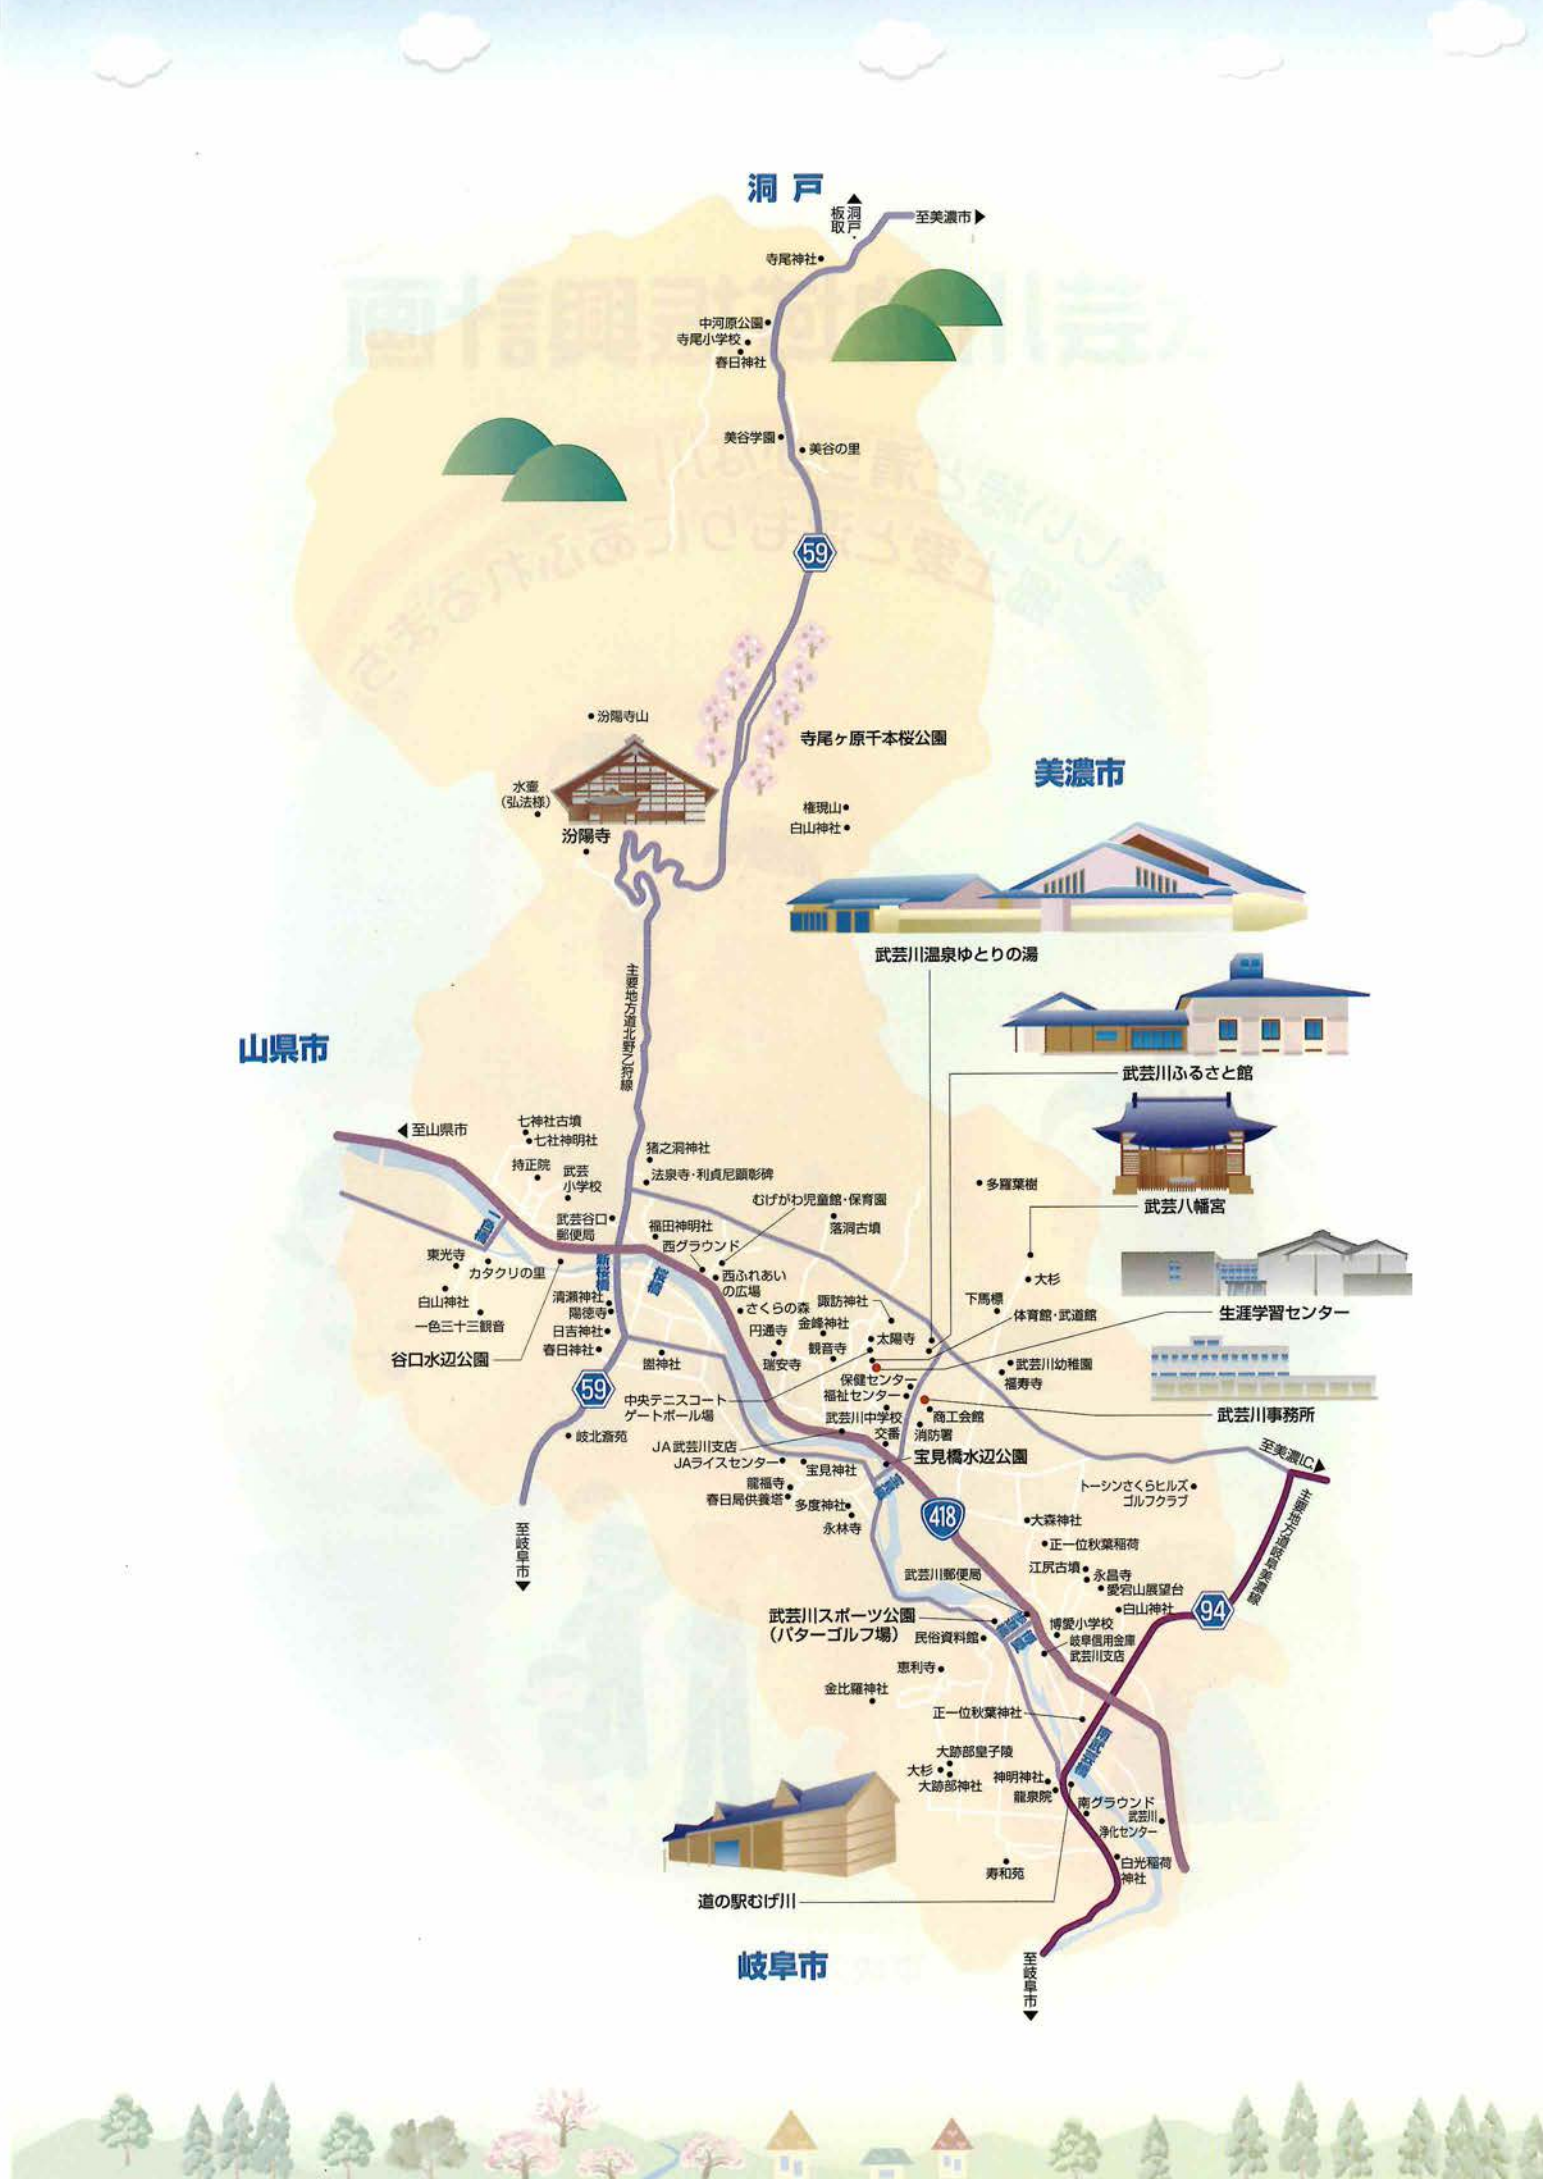 洞戸
洞戸・
板取
至美濃市
寺尾神社
中河原公園
寺尾小学校
春日神社
美谷学園
美谷の里
59
汾陽寺山
寺尾ヶ原千本桜公園
美濃市
水壷
(弘法様)
権現山
白山神社
汾陽寺
武芸川温泉ゆとりの湯
主要地方道北野乙狩線
山県市
武芸川ふるさと館
至山県市
七神社古墳
七社神明社
猪之洞神社
持正院
武芸
小学校
法泉寺・利貞尼顕彰碑
多羅葉樹
武芸八幡宮
むげがわ児童館・保育園
武芸谷口
郵便局
福田神明社
落洞古墳
西グラウンド
一色橋
東光寺
カタクリの里
新桜橋
桜橋
西ふれあい
の広場
大杉
白山神社
清瀬神社
陽徳寺
さくらの森
諏訪神社
下馬標
体育館・武道館
生涯学習センター
一色三十三観音
日吉神社
円通寺
金峰神社
太陽寺
谷口水辺公園
春日神社
観音寺
瑞安寺
武芸川幼稚園
福寿寺
59
保健センター
福祉センター
中央テニスコート
ゲートボール場
武芸川中学校
商工会館
武芸川事務所
岐北斎苑
交番
消防署
JA武芸川支店
JAライスセンター
宝見神社
宝見橋水辺公園
至美濃I.C.
龍福寺
春日局供養塔
多度神社
永林寺
418
トーシンさくらヒルズ
ゴルフクラブ
大森神社
主要地方道岐阜美濃線
至岐阜市
正一位秋葉稲荷
江尻古墳
永昌寺
武芸川郵便局
愛宕山展望台
白山神社
94
武芸川スポーツ公園
(パターゴルフ場)
民俗資料館
博愛小学校
岐阜信用金庫
武芸川支店
恵利寺
金比羅神社
正一位秋葉神社
南武芸橋
大跡部皇子陵
大杉
大跡部神社
神明神社
龍泉院
南グラウンド
武芸川
浄化センター
寿和苑
白光稲荷
神社
道の駅むげ川
岐阜市
至岐阜市